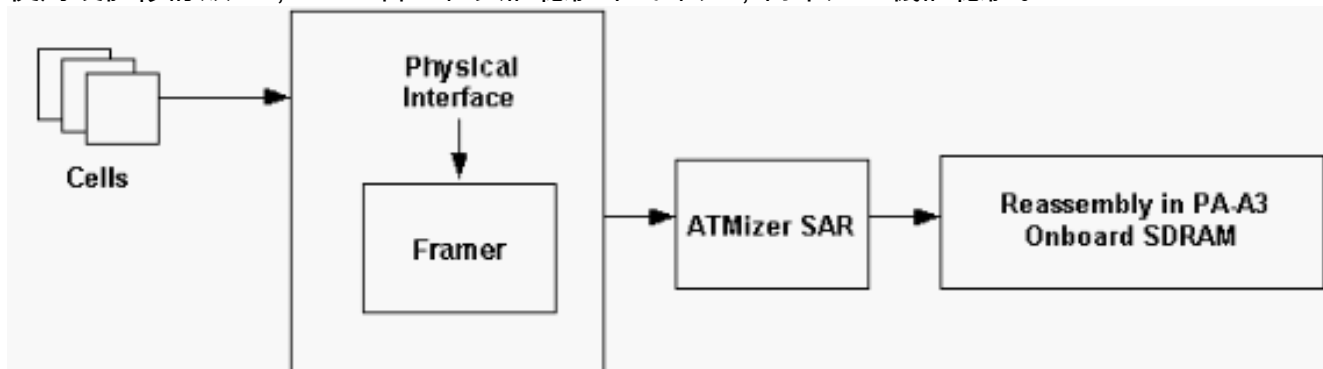 Physical
Interface
Cells
Framer
ATMizer SAR
Reassembly in PA-A3
Onboard SDRAM